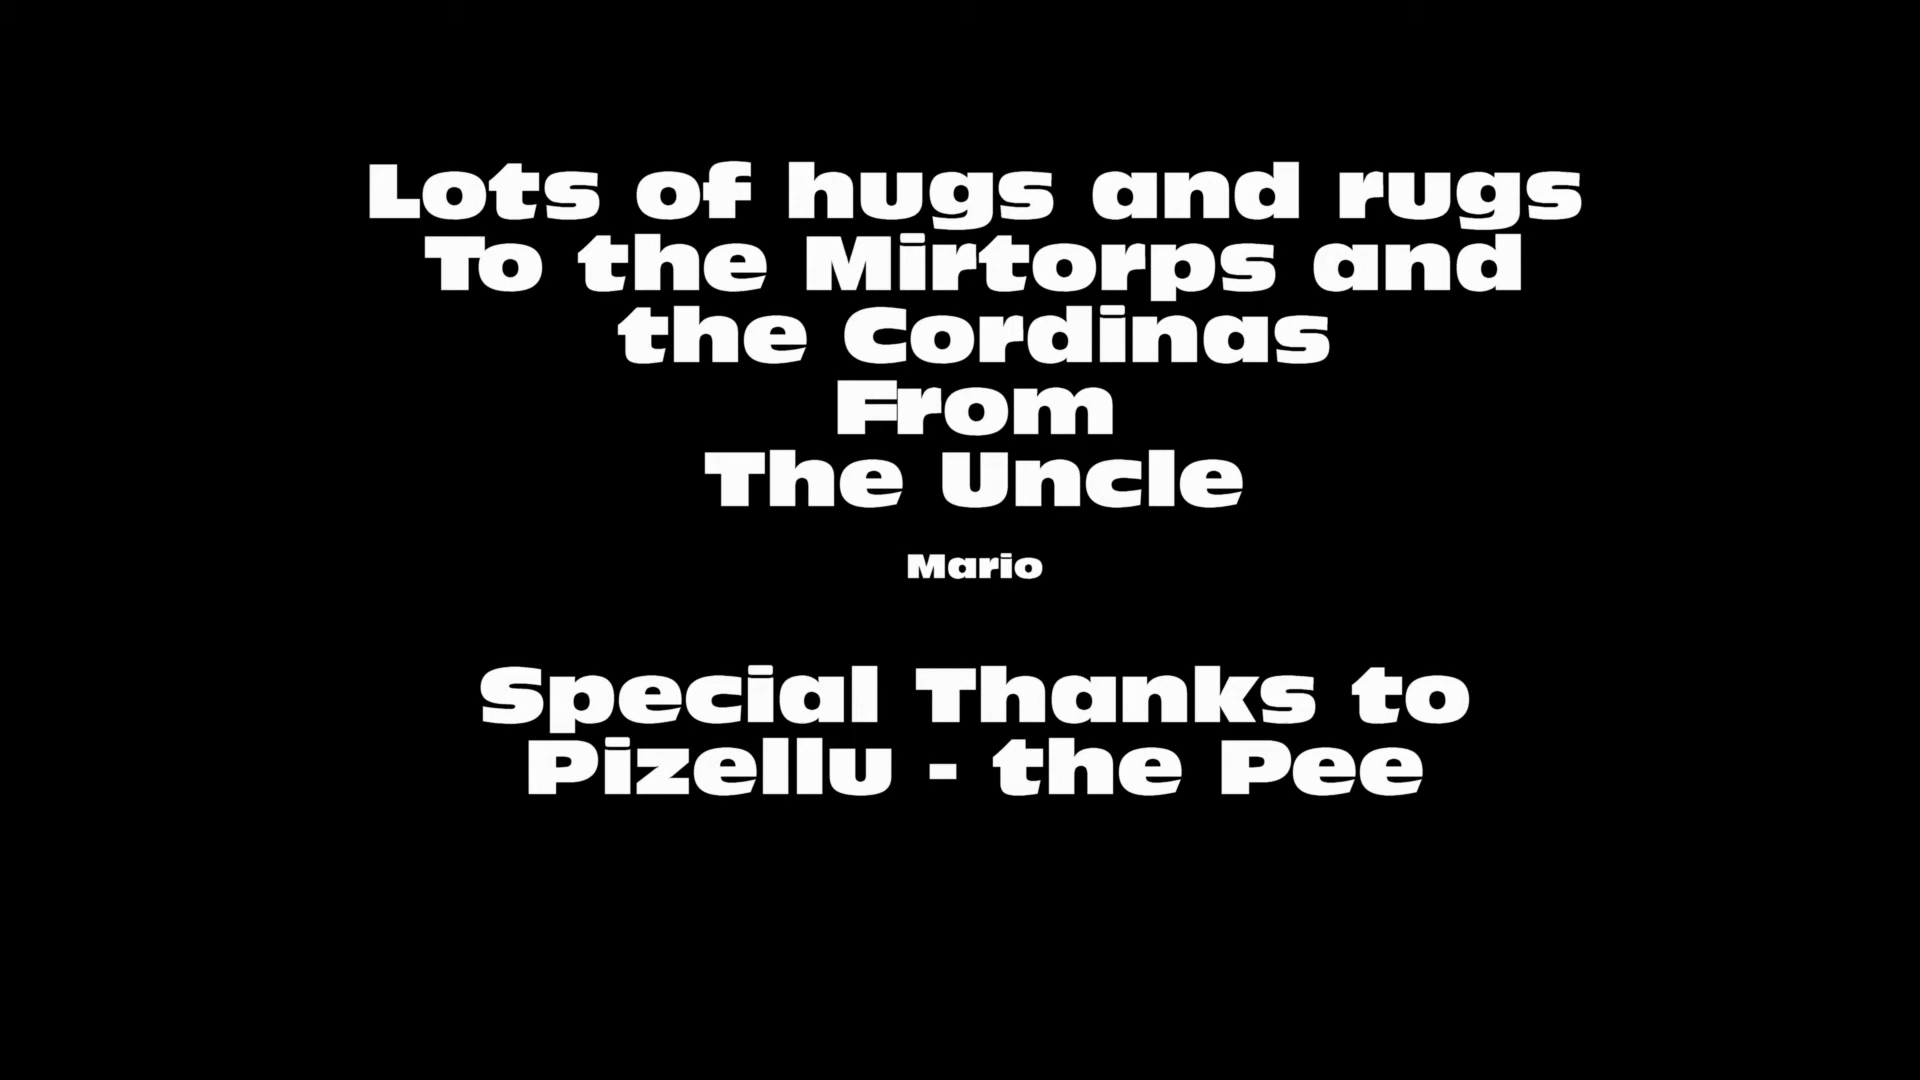 Lots of hugs and rugs
To the Mirtorps and
the Cordinas
From
The Uncle
Mario
Special Thanks to
Pizellu - the Pee